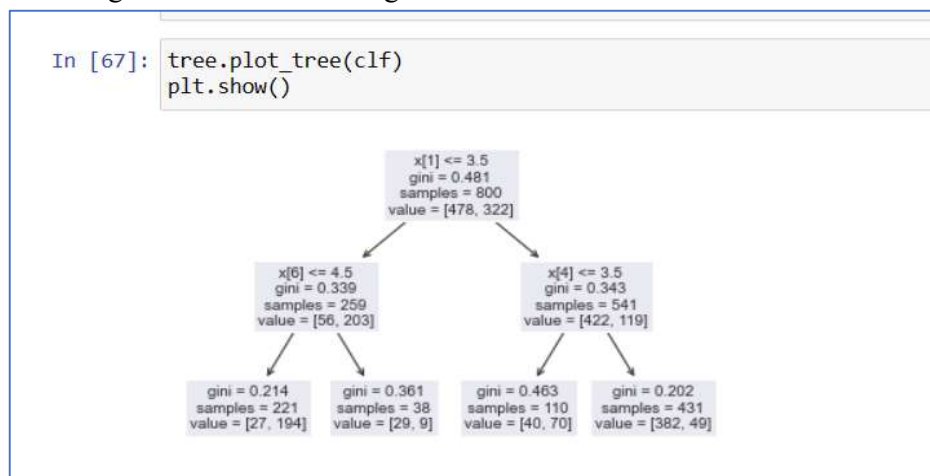 In [67]: tree.plot_tree(clf)
plt.show()
x[1] <= 3.5
gini = 0.481
samples = 800
value = [478, 322]
x[6] <= 4.5
gini = 0.339
samples = 259
value = [56, 203]
x[4] <= 3.5
gini = 0.343
samples = 541
value = [422, 119]
gini = 0.214
samples = 221
value = [27, 194]
gini = 0.361
samples = 38
value = [29, 9]
gini = 0.463
samples = 110
value = [40, 70]
gini = 0.202
samples = 431
value = [382, 49]